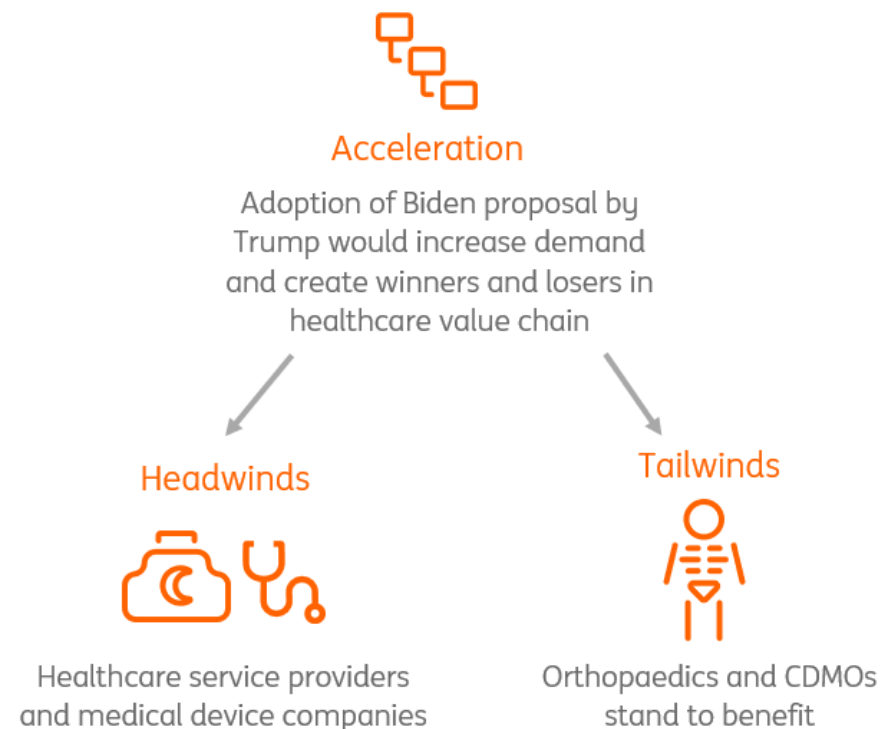 Acceleration
Adoption of Biden proposal by
Trump would increase demand
and create winners and losers in
healthcare value chain
Headwinds
Healthcare service providers
and medical device companies
Tailwinds
Orthopaedics and CDMOs
stand to benefit